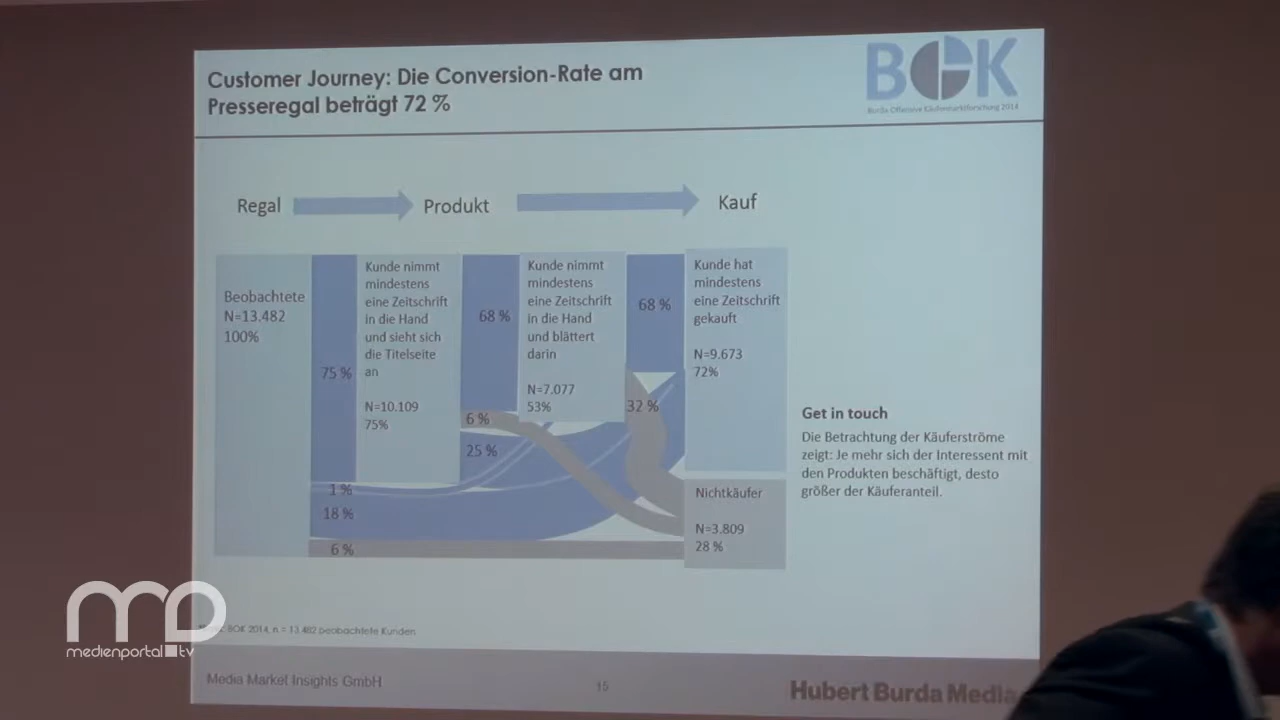 Customer Journey: Die Conversion-Rate am
Presseregal beträgt 72 %
BOK
Burda Offensive Käufermarktforschung 2014
Regal
Produkt
Kauf
Beobachtete
N=13.482
100%
75 %
1 %
18 %
6 %
Kunde nimmt
mindestens
eine Zeitschrift
in die Hand
und sieht sich
die Titelseite
an
N=10.109
75%
68 %
6 %
25 %
Kunde nimmt
mindestens
eine Zeitschrift
in die Hand
und blättert
darin
N=7.077
53%
68 %
32 %
Kunde hat
mindestens
eine Zeitschrift
gekauft
N=9.673
72%
Nichtkäufer
N=3.809
28 %
Get in touch
Die Betrachtung der Käuferströme
zeigt: Je mehr sich der Interessent mit
den Produkten beschäftigt, desto
größer der Käuferanteil.
BOK 2014, n = 13.482 beobachtete Kunden
Media Market Insights GmbH
15
Hubert Burda Media
medienportal.tv